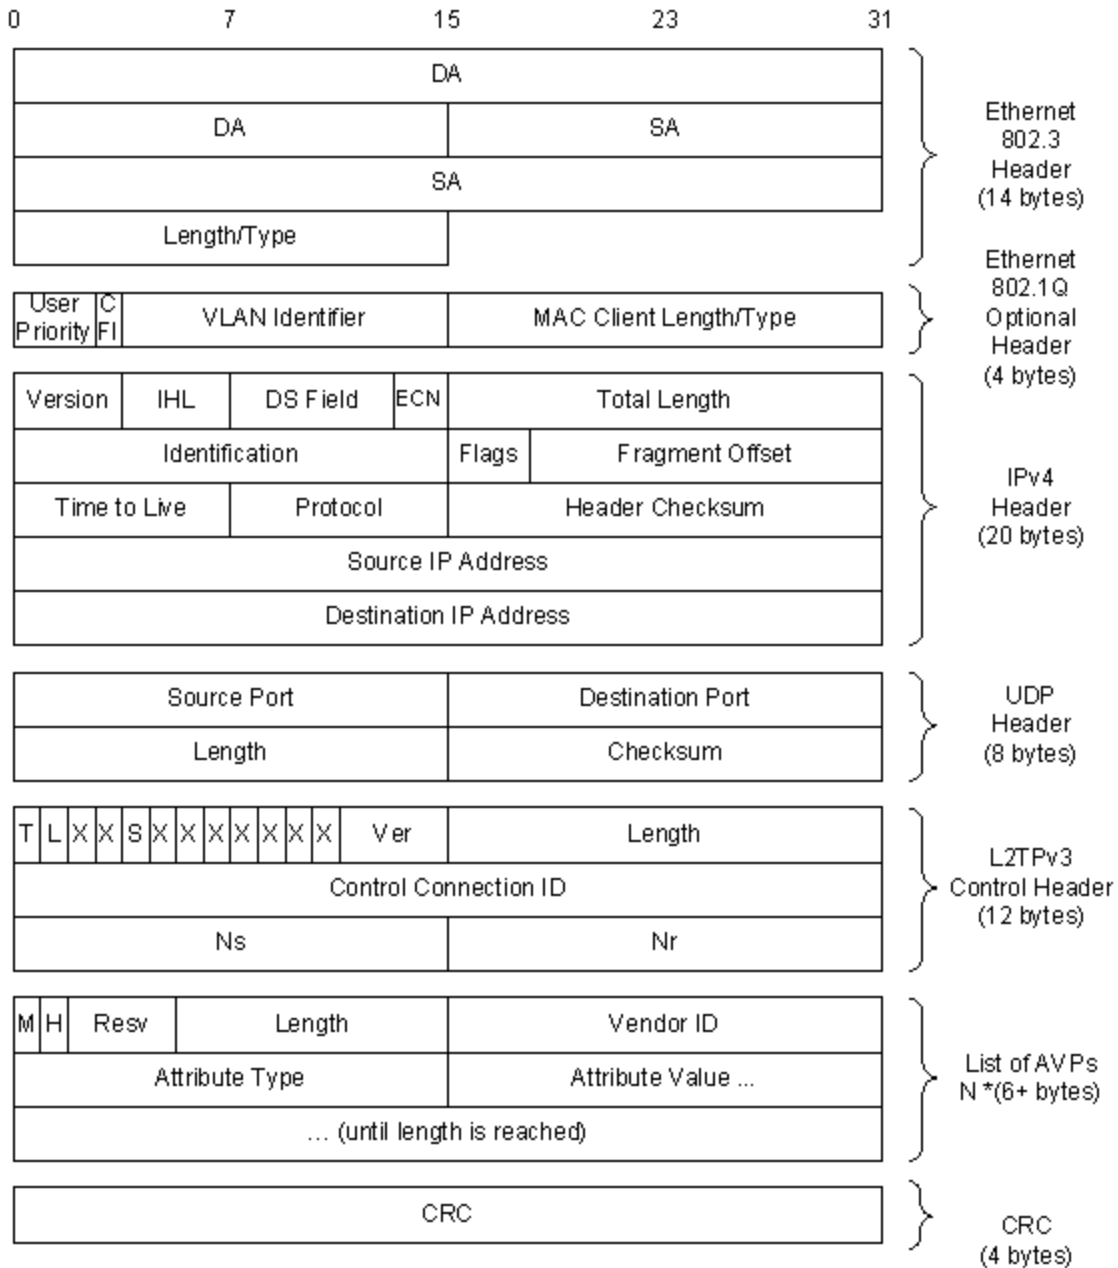 0 7 15 23 31
DA
DA SA
SA
Length/Type
Ethernet
802.3
Header
(14 bytes)
User
Priority
C
FI
VLAN Identifier MAC Client Length/Type
Ethernet
802.1Q
Optional
Header
(4 bytes)
Version IHL DS Field ECN Total Length
Identification Flags Fragment Offset
Time to Live Protocol Header Checksum
Source IP Address
Destination IP Address
IPv4
Header
(20 bytes)
Source Port Destination Port
Length Checksum
UDP
Header
(8 bytes)
T L X X S X X X X X X X Ver Length
Control Connection ID
Ns Nr
L2TPv3
Control Header
(12 bytes)
M H Resv Length Vendor ID
Attribute Type Attribute Value ...
... (until length is reached)
List of AVPs
N *(6+ bytes)
CRC
CRC
(4 bytes)